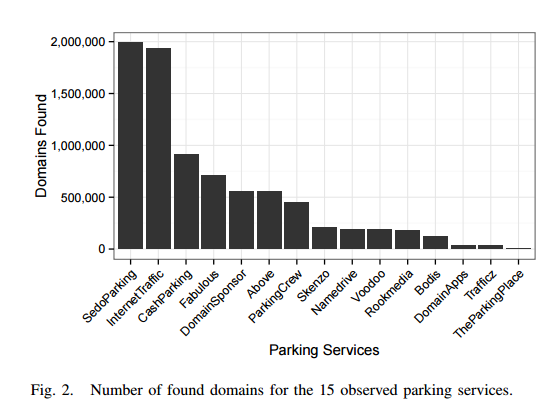 2,000,000
1,500,000
1,000,000
500,000
0
Domains Found
SedoParking
InternetTraffic
CashParking
Fabulous
DomainSponsor
Above
ParkingCrew
Skenzo
Namedrive
Voodoo
Rookmedia
Bodis
DomainApps
Trafficz
TheParkingPlace
Parking Services
Fig. 2. Number of found domains for the 15 observed parking services.